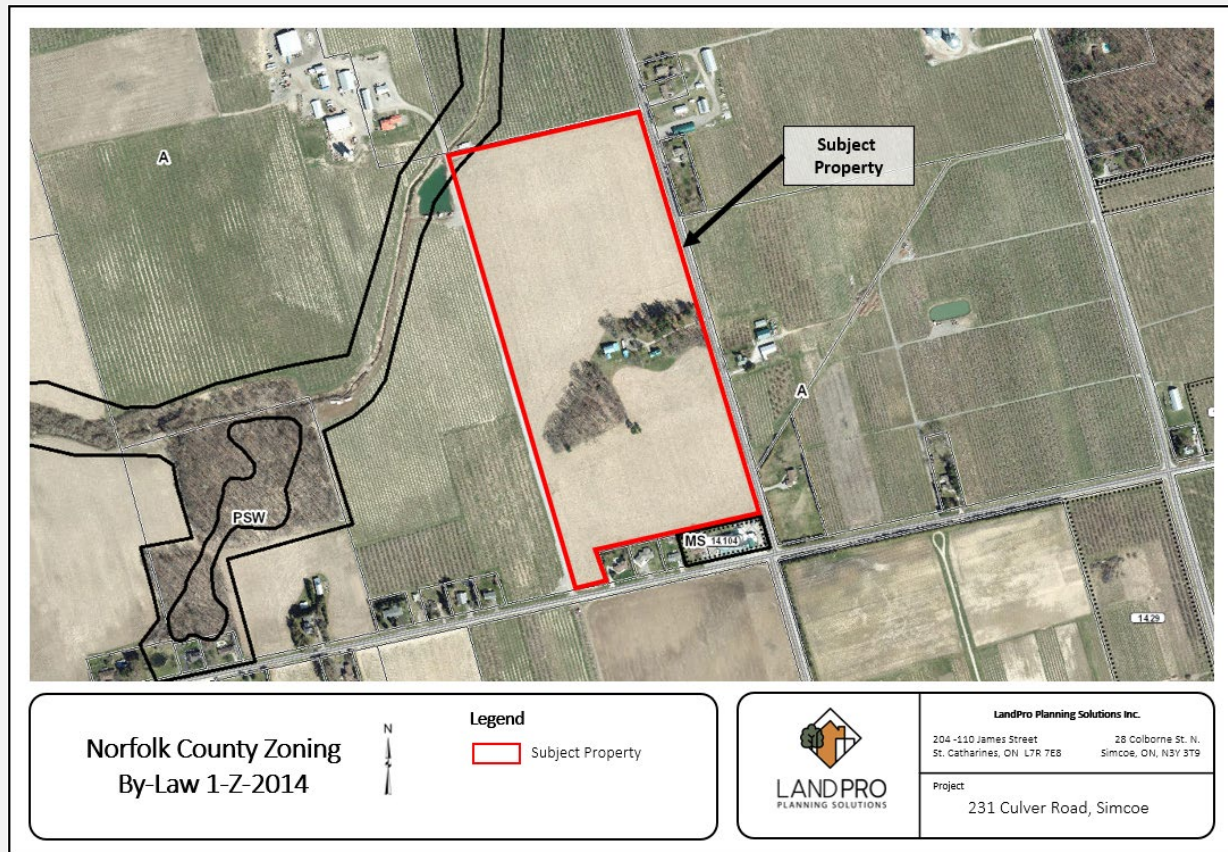 A
Subject
Property
A
PSW
MS 14.104
14.29
Norfolk County Zoning
By-Law 1-Z-2014
N
Legend
Subject Property
LANDPRO
PLANNING SOLUTIONS
LandPro Planning Solutions Inc.
204 -110 James Street
St. Catharines, ON L7R 7E8
28 Colborne St. N.
Simcoe, ON, N3Y 3T9
Project
231 Culver Road, Simcoe